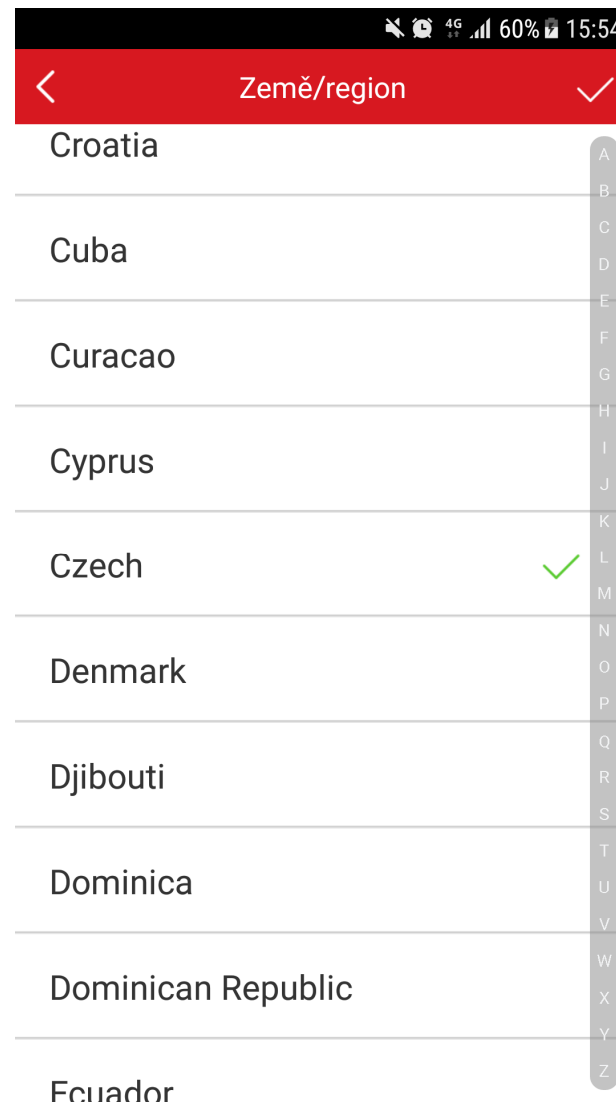 4G 60% 15:54
Země/region
Croatia
Cuba
Curacao
Cyprus
Czech
Denmark
Djibouti
Dominica
Dominican Republic
Ecuador
A
B
C
D
E
F
G
H
I
J
K
L
M
N
O
P
Q
R
S
T
U
V
W
X
Y
Z